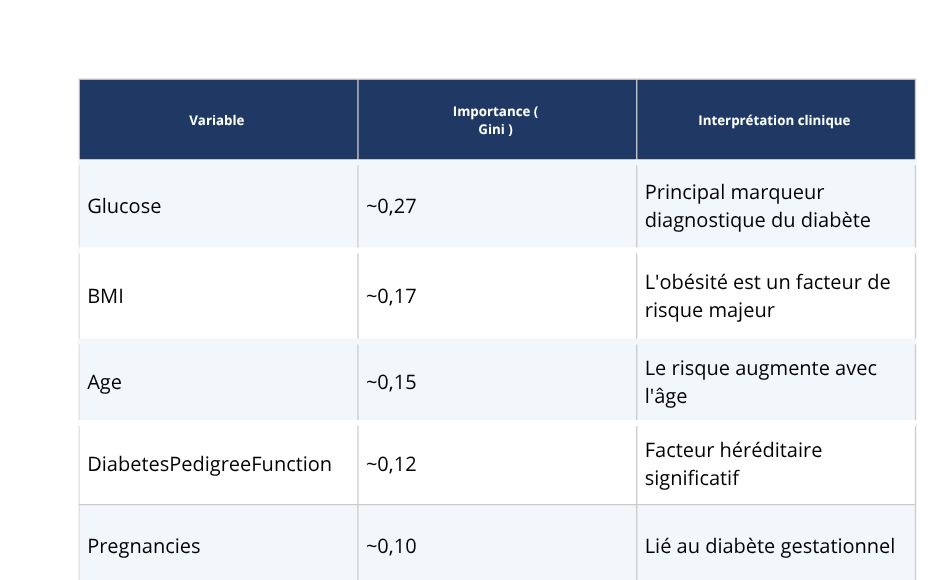 Variable
Importance (
Gini )
Interprétation clinique
Glucose
~0,27
Principal marqueur
diagnostique du diabète
BMI
~0,17
L'obésité est un facteur de
risque majeur
Age
~0,15
Le risque augmente avec
l'âge
DiabetesPedigreeFunction
~0,12
Facteur héréditaire
significatif
Pregnancies
~0,10
Lié au diabète gestationnel